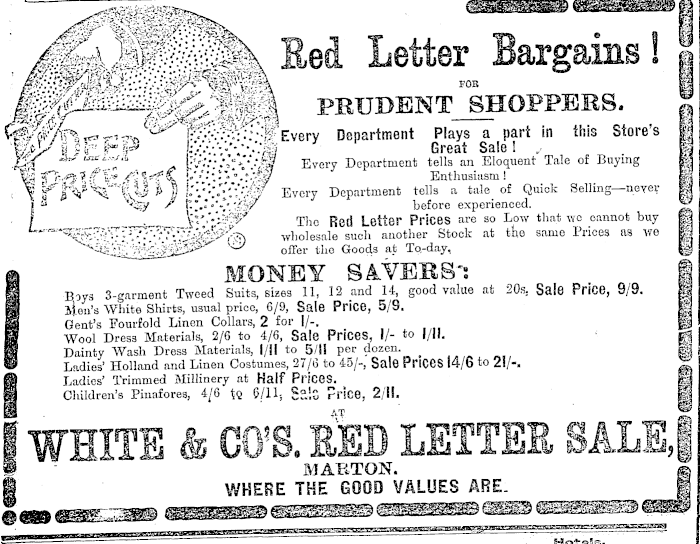 DEEP
PRICE CUTS
Red Letter Bargains!
FOR
PRUDENT SHOPPERS.
Every Department Plays a part in this Store's
Great Sale!
Every Department tells an Eloquent Tale of Buying
Enthusiasm!
Every Department tells a tale of Quick Selling—never
before experienced.
The Red Letter Prices are so Low that we cannot buy
wholesale such another Stock at the same Prices as we
offer the Goods at To-day.
MONEY SAVERS:
Boys 3-garment Tweed Suits, sizes 11, 12 and 14, good value at 20s, Sale Price, 9/9.
Men's White Shirts, usual price, 6/9, Sale Price, 5/9.
Gent's Fourfold Linen Collars, 2 for 1/-.
Wool Dress Materials, 2/6 to 4/6, Sale Prices, 1/- to 1/11.
Dainty Wash Dress Materials, 1/11 to 5/11 per dozen.
Ladies' Holland and Linen Costumes, 27/6 to 45/-, Sale Prices 14/6 to 21/-.
Ladies' Trimmed Millinery at Half Prices.
Children's Pinafores, 4/6 to 6/11, Sale Price, 2/11.
AT
WHITE & CO'S. RED LETTER SALE,
MARTON.
WHERE THE GOOD VALUES ARE.
Hotels.